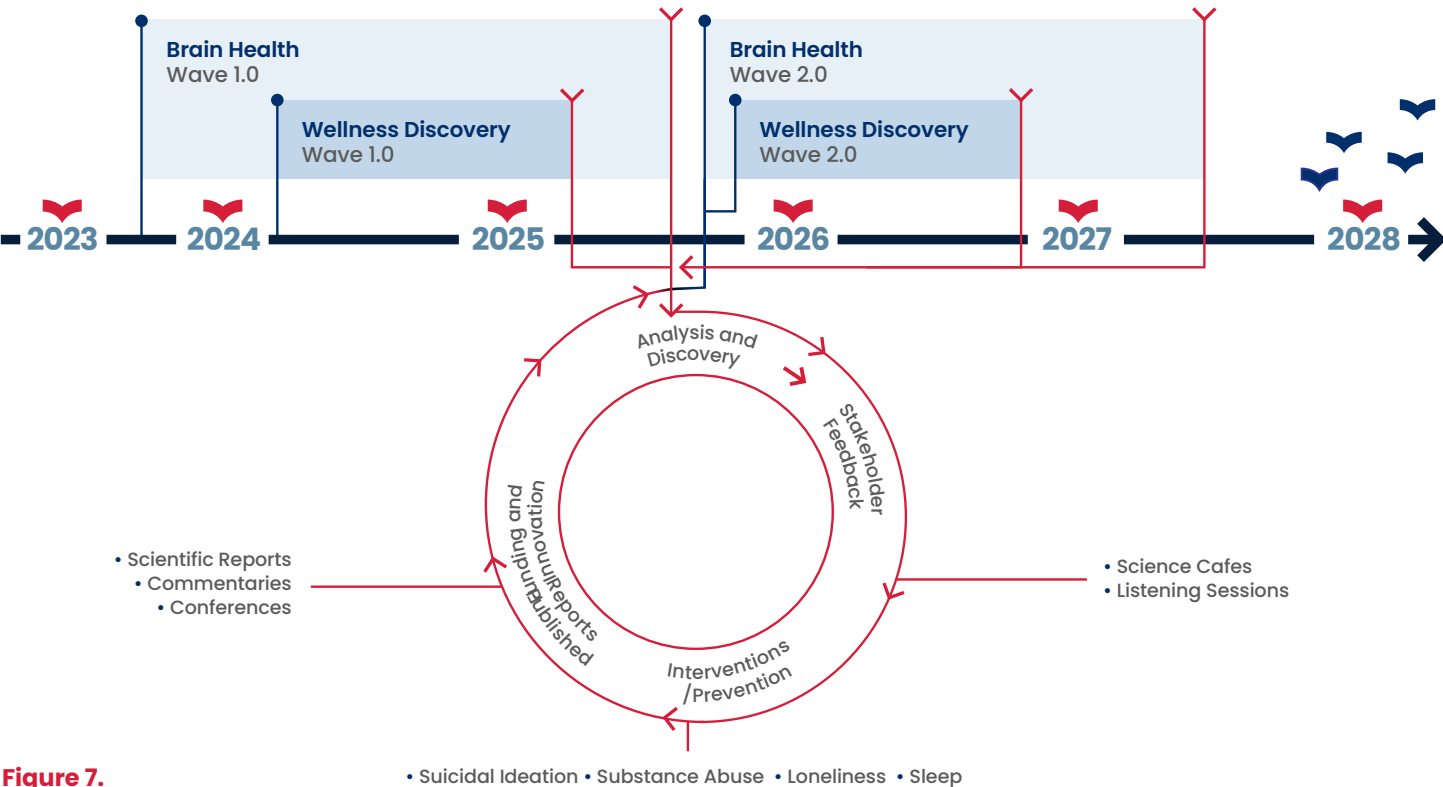 Brain Health
Wave 1.0
Brain Health
Wave 2.0
Wellness Discovery
Wave 1.0
Wellness Discovery
Wave 2.0
2023
2024
2025
2026
2027
2028
Analysis and
Discovery
Stakeholder
Feedback
Interventions
/Prevention
Reports
Published
Funding and
Innovation
• Scientific Reports
• Commentaries
• Conferences
• Science Cafes
• Listening Sessions
• Suicidal Ideation • Substance Abuse • Loneliness • Sleep
Figure 7.